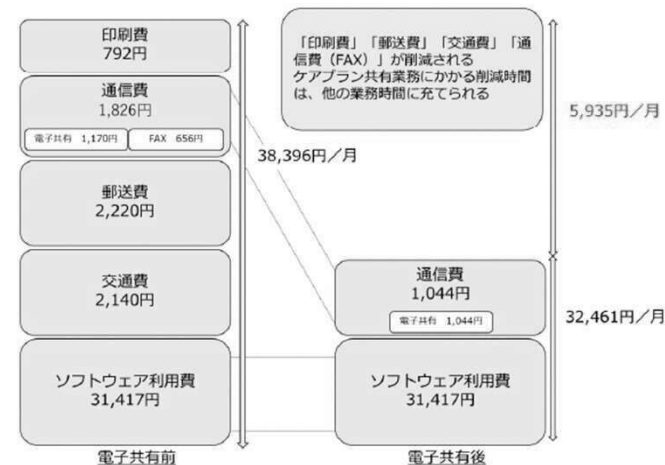 印刷費
792円
通信費
1,826円
電子共有 1,170円
FAX 656円
郵送費
2,220円
交通費
2,140円
ソフトウェア利用費
31,417円
電子共有前
38,396円／月
「印刷費」「郵送費」「交通費」「通
信費（FAX）」が削減される
ケアプラン共有業務にかかる削減時間
は、他の業務時間に充てられる
5,935円／月
通信費
1,044円
電子共有 1,044円
32,461円／月
ソフトウェア利用費
31,417円
電子共有後